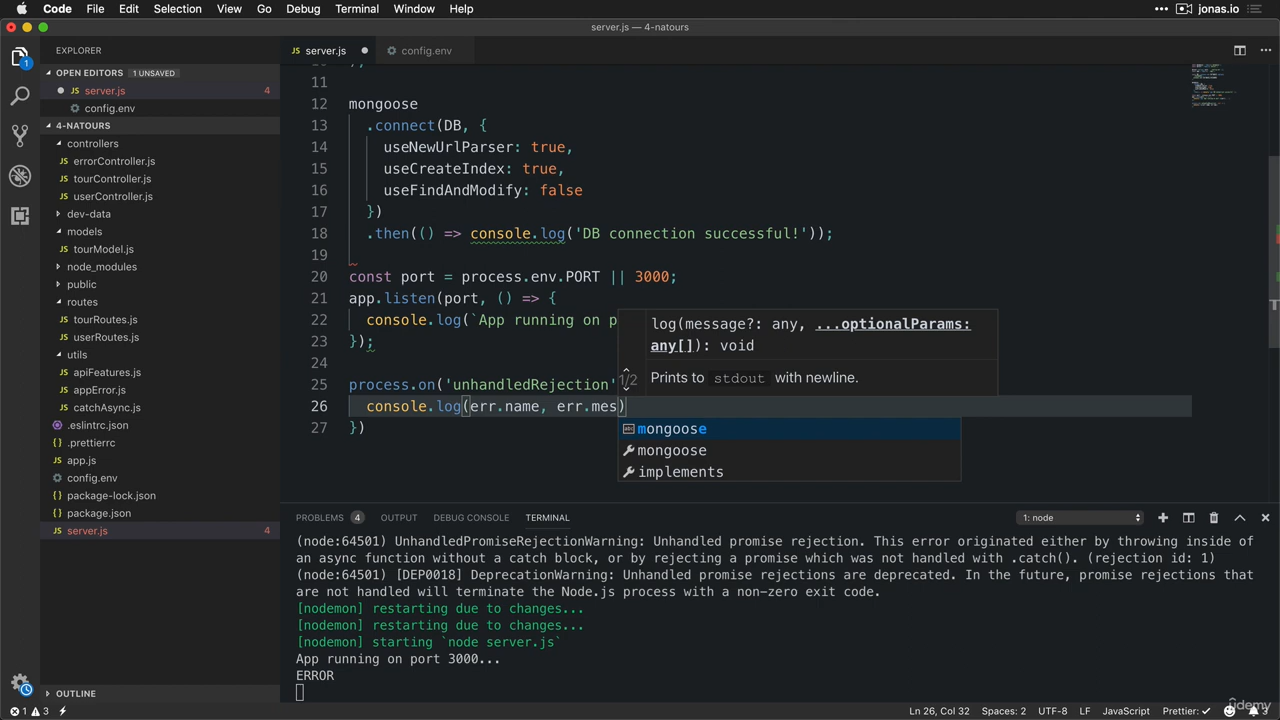 Code File Edit Selection View Go Debug Terminal Window Help
jonas.io
server.js — 4-natours
EXPLORER
server.js
config.env
OPEN EDITORS 1 UNSAVED
server.js 4
config.env
4-NATOURS
controllers
errorController.js
tourController.js
userController.js
dev-data
models
tourModel.js
node_modules
public
routes
tourRoutes.js
userRoutes.js
utils
apiFeatures.js
appError.js
catchAsync.js
.eslintrc.json
.prettierrc
app.js
config.env
package-lock.json
package.json
server.js 4
OUTLINE
11
12 mongoose
13 .connect(DB, {
14 useNewUrlParser: true,
15 useCreateIndex: true,
16 useFindAndModify: false
17 })
18 .then(() => console.log('DB connection successful!'));
19
20 const port = process.env.PORT || 3000;
21 app.listen(port, () => {
22 console.log(`App running on p
23 });
24
25 process.on('unhandledRejection'
26 console.log(err.name, err.mes)
27 })
log(message?: any, ...optionalParams:
any[]): void
1/2
Prints to stdout with newline.
mongoose
mongoose
implements
PROBLEMS 4 OUTPUT DEBUG CONSOLE TERMINAL
1: node
(node:64501) UnhandledPromiseRejectionWarning: Unhandled promise rejection. This error originated either by throwing inside of
an async function without a catch block, or by rejecting a promise which was not handled with .catch(). (rejection id: 1)
(node:64501) [DEP0018] DeprecationWarning: Unhandled promise rejections are deprecated. In the future, promise rejections that
are not handled will terminate the Node.js process with a non-zero exit code.
[nodemon] restarting due to changes...
[nodemon] restarting due to changes...
[nodemon] starting `node server.js`
App running on port 3000...
ERROR
1 3
Ln 26, Col 32 Spaces: 2 UTF-8 LF JavaScript Prettier: ✓ 3
udemy